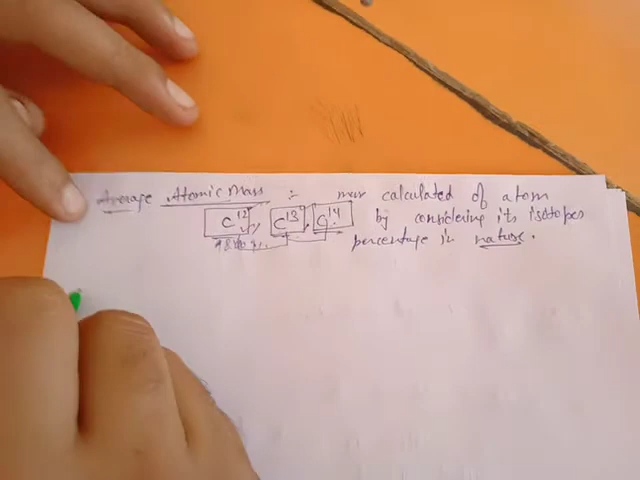 Average Atomic Mass :- mass calculated of atom
C¹², C¹³, C¹⁴ by considering its isotopes
percentage in nature.